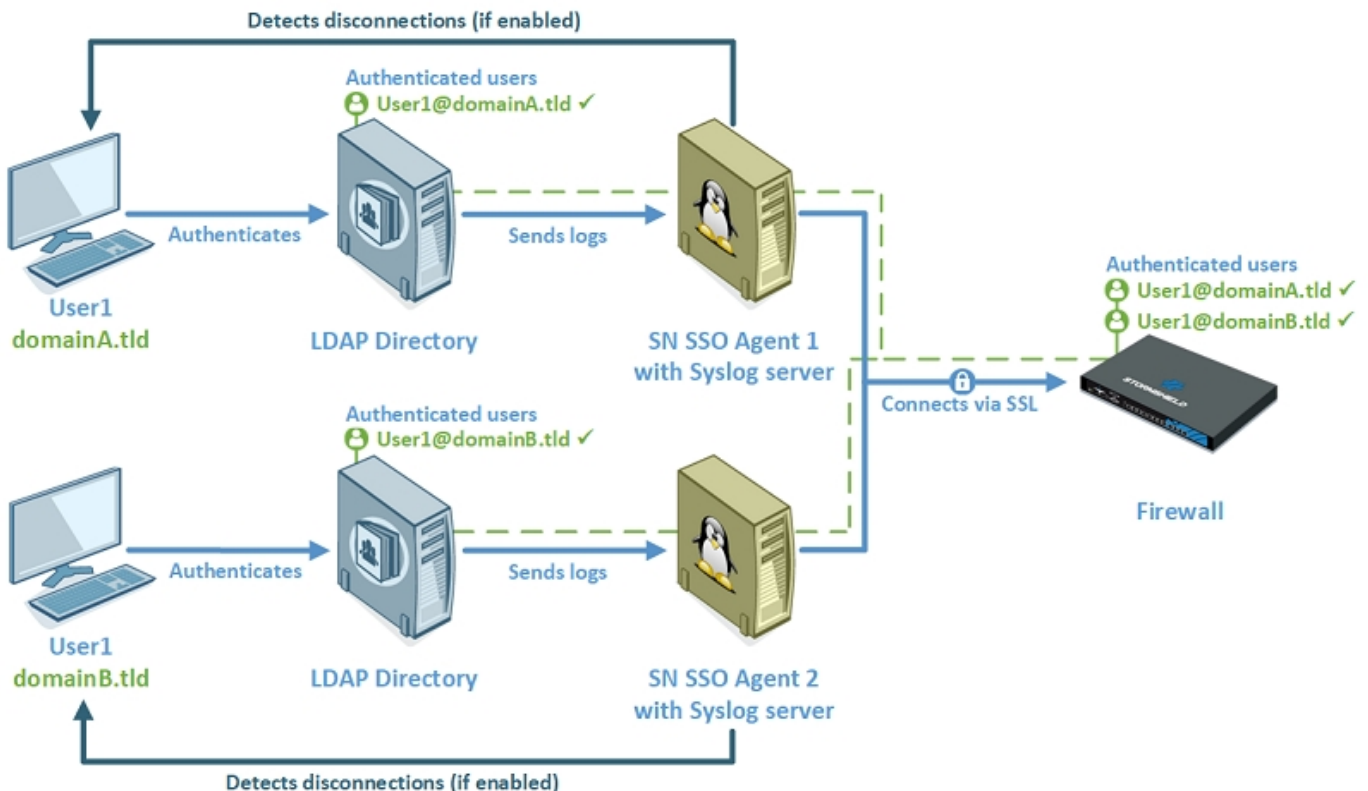 Detects disconnections (if enabled)
Authenticated users
User1@domainA.tld ✓
Authenticates
Sends logs
User1
domainA.tld
LDAP Directory
SN SSO Agent 1
with Syslog server
Authenticated users
User1@domainA.tld ✓
User1@domainB.tld ✓
STORMSHIELD
Connects via SSL
Firewall
Authenticated users
User1@domainB.tld ✓
Authenticates
Sends logs
User1
domainB.tld
LDAP Directory
SN SSO Agent 2
with Syslog server
Detects disconnections (if enabled)